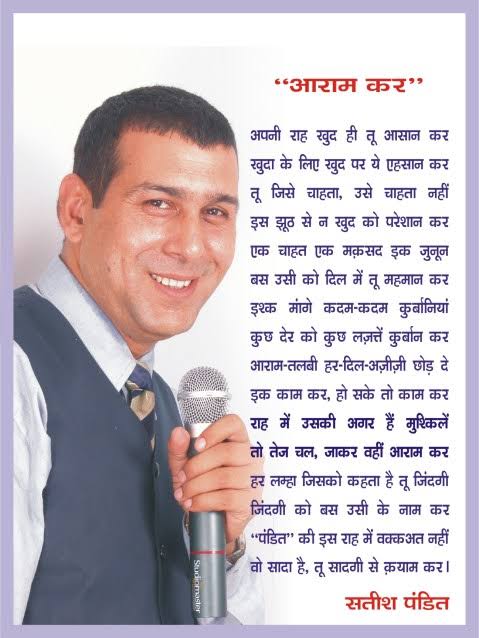 “आराम कर”
अपनी राह खुद ही तू आसान कर
खुदा के लिए खुद पर ये एहसान कर
तू जिसे चाहता, उसे चाहता नहीं
इस झूठ से न खुद को परेशान कर
एक चाहत एक मक़सद इक जुनून
बस उसी को दिल में तू महमान कर
इश्क मांगे कदम-कदम कुर्बानियां
कुछ देर को कुछ लज़्तें कुर्बान कर
आराम-तलबी हर-दिल-अज़ीज़ी छोड़ दे
इक काम कर, हो सके तो काम कर
राह में उसकी अगर हैं मुश्किलें
तो तेज चल, जाकर वहीं आराम कर
हर लम्हा जिसको कहता है तू जिंदगी
जिंदगी को बस उसी के नाम कर
“पंडित” की इस राह में वक्कअत नहीं
वो सादा है, तू सादगी से क़याम कर।
सतीश पंडित
Studiomaster